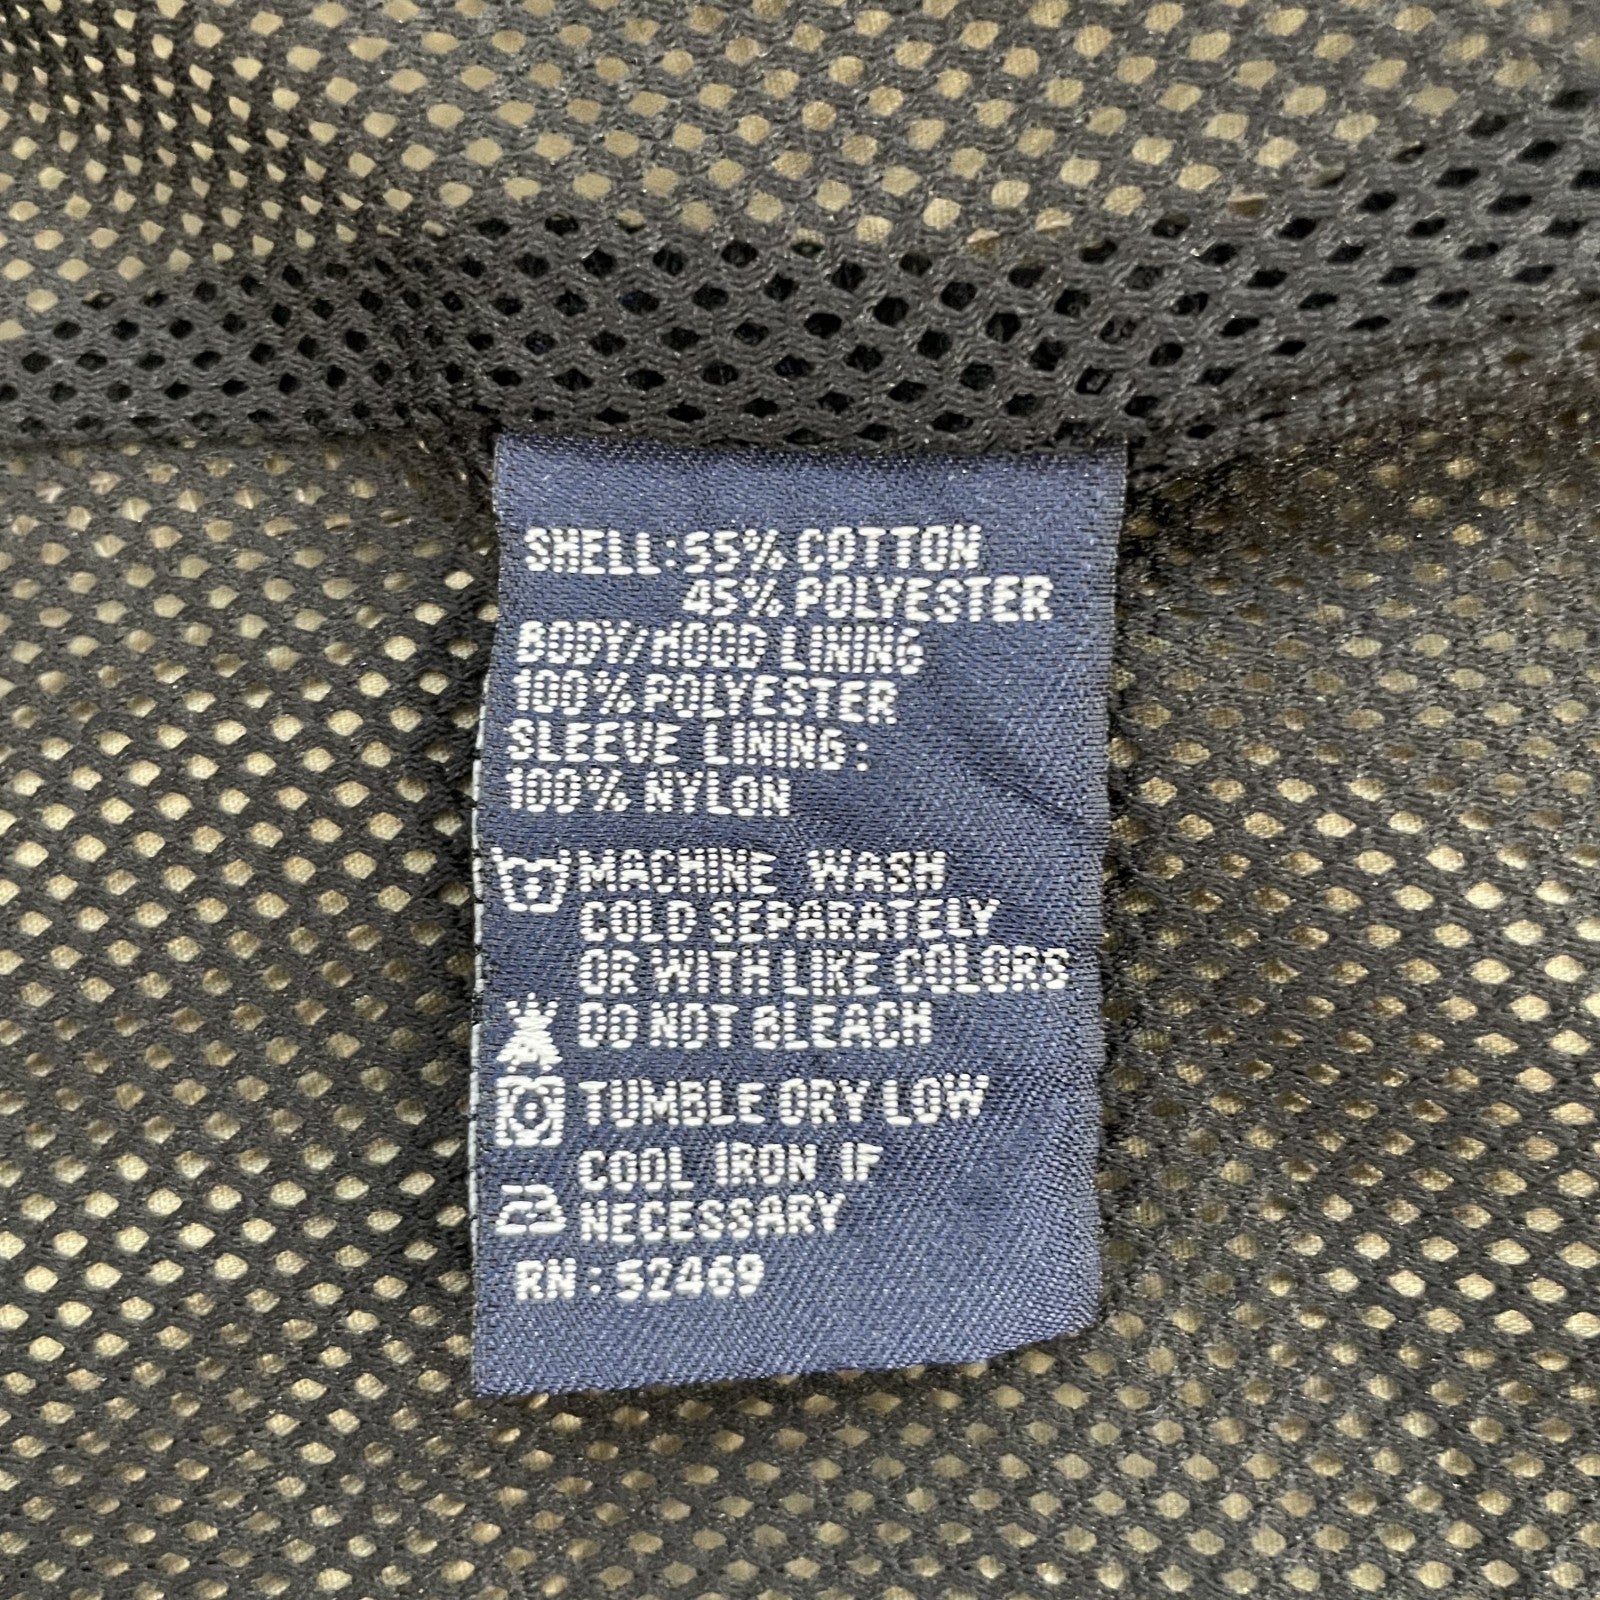 SHELL: 55% COTTON
45% POLYESTER
BODY/HOOD LINING
100% POLYESTER
SLEEVE LINING:
100% NYLON
MACHINE WASH
COLD SEPARATELY
OR WITH LIKE COLORS
DO NOT BLEACH
TUMBLE DRY LOW
COOL IRON IF
NECESSARY
RN: 52469